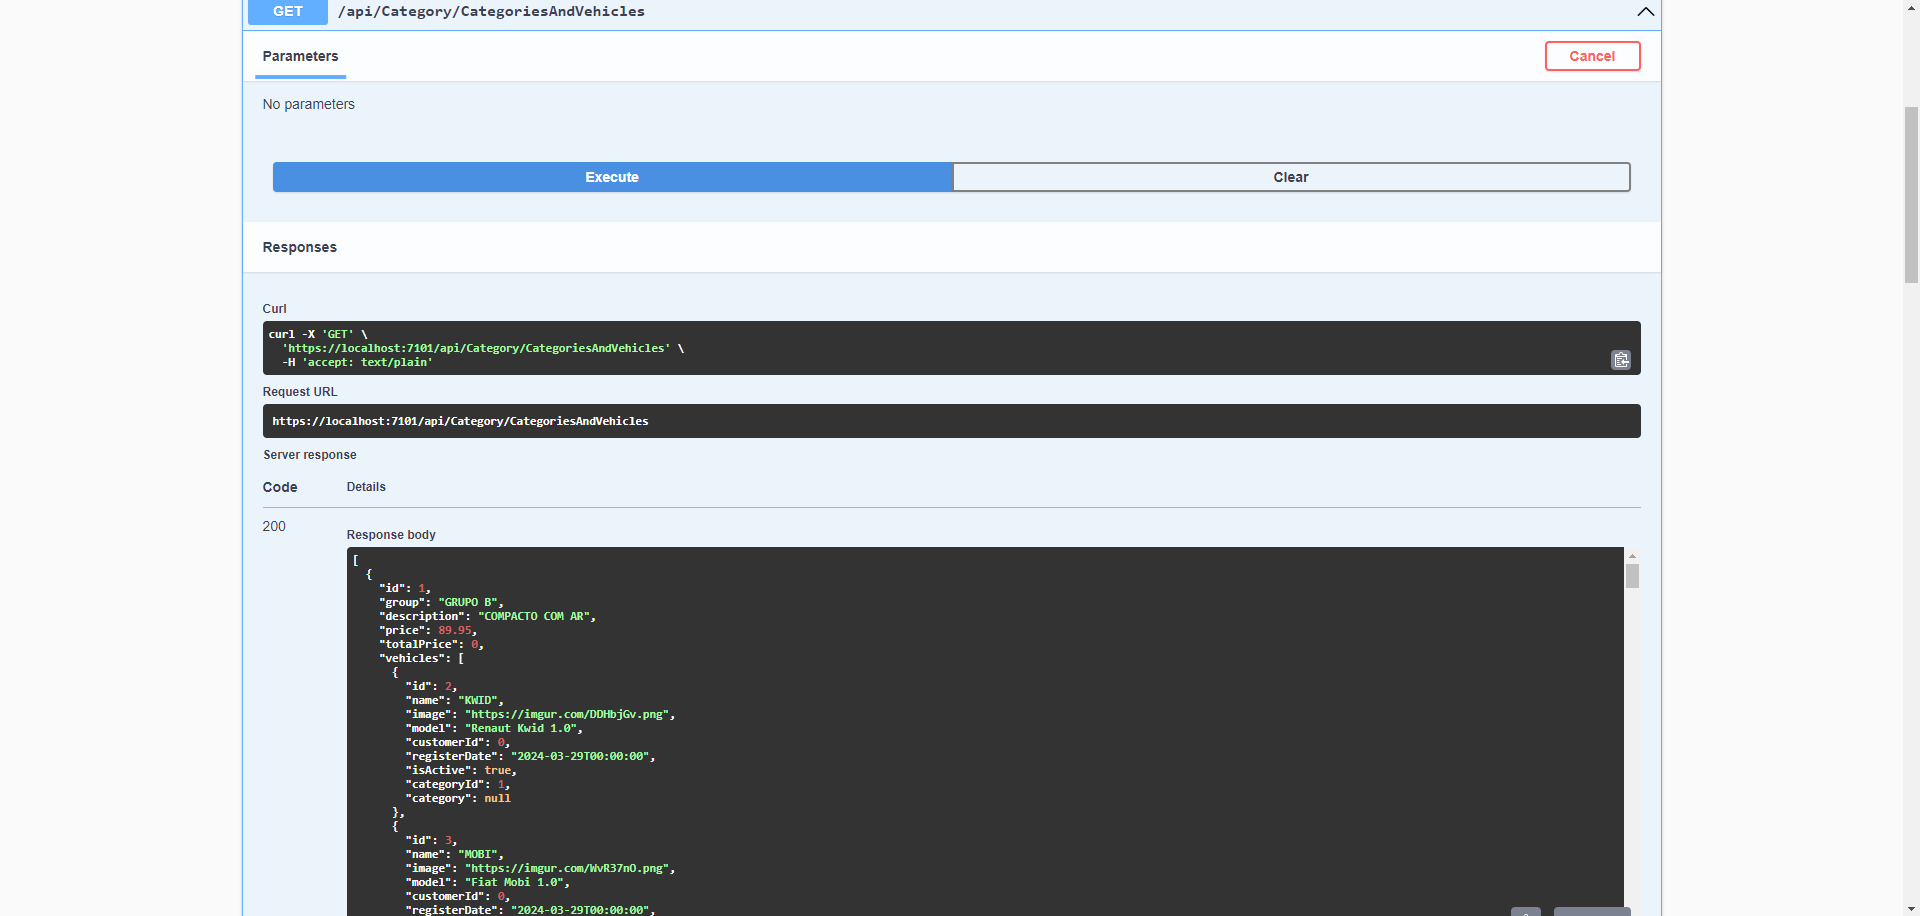 GET /api/Category/CategoriesAndVehicles
Parameters
Cancel
No parameters
Execute
Clear
Responses
Curl
curl -X 'GET' \
'https://localhost:7101/api/Category/CategoriesAndVehicles' \
-H 'accept: text/plain'
Request URL
https://localhost:7101/api/Category/CategoriesAndVehicles
Server response
Code Details
200
Response body
[
{
"id": 1,
"group": "GRUPO B",
"description": "COMPACTO COM AR",
"price": 89.95,
"totalPrice": 0,
"vehicles": [
{
"id": 2,
"name": "KWID",
"image": "https://imgur.com/DDHbjGv.png",
"model": "Renaut Kwid 1.0",
"customerId": 0,
"registerDate": "2024-03-29T00:00:00",
"isActive": true,
"categoryId": 1,
"category": null
},
{
"id": 3,
"name": "MOBI",
"image": "https://imgur.com/WvR37nO.png",
"model": "Fiat Mobi 1.0",
"customerId": 0,
"registerDate": "2024-03-29T00:00:00",